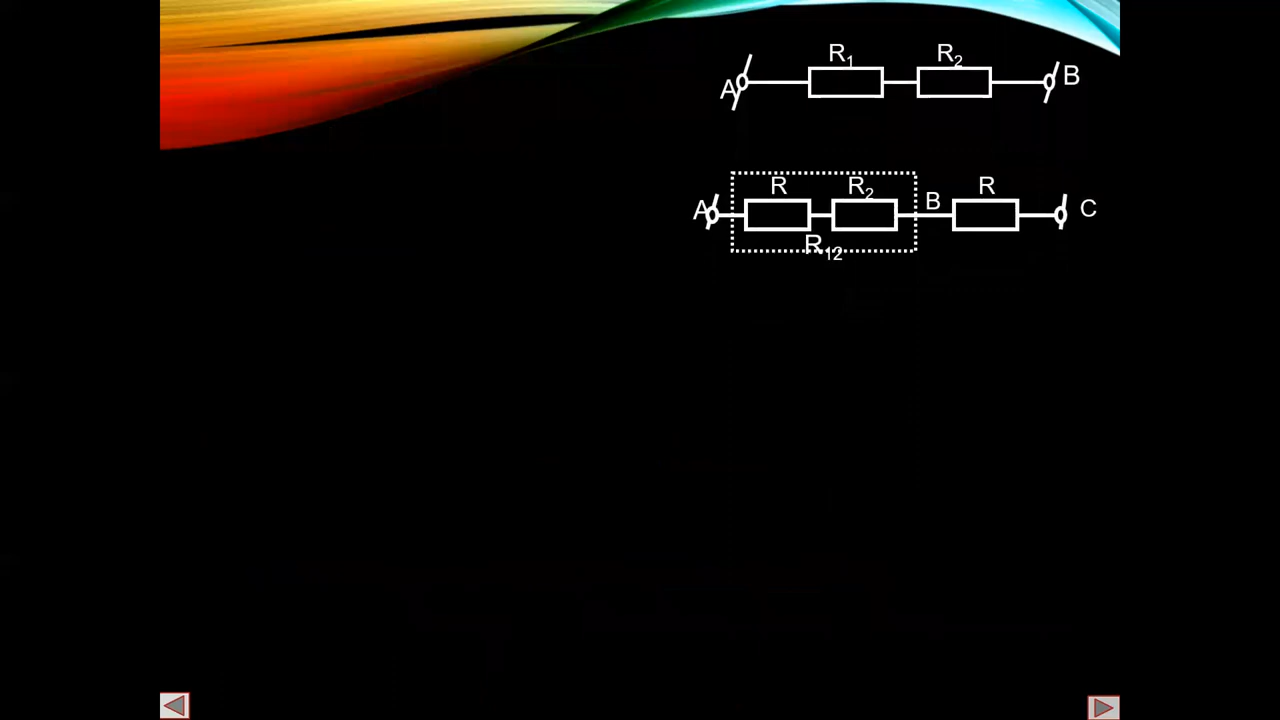 R₁ R₂
A B
R R₂ R
A B C
R₁₂